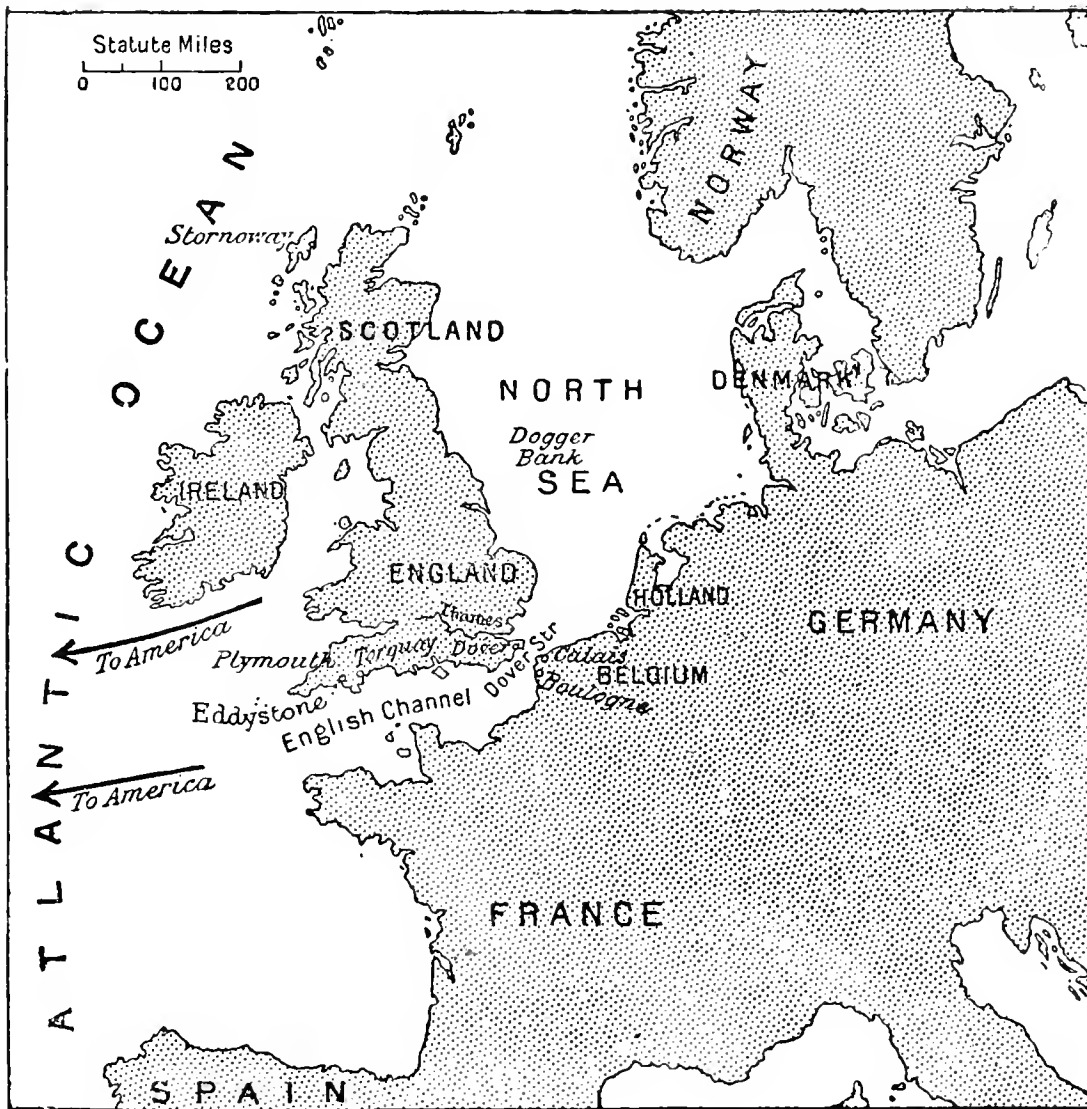 Statute Miles
0 100 200
NORWAY
ATLANTIC OCEAN
Stornoway
SCOTLAND
NORTH
SEA
DENMARK
Dogger
Bank
IRELAND
ENGLAND
HOLLAND
Thames
GERMANY
To America
Plymouth
Torquay
Dover
Dover Str
Calais
BELGIUM
Boulogne
Eddystone
English Channel
To America
FRANCE
SPAIN